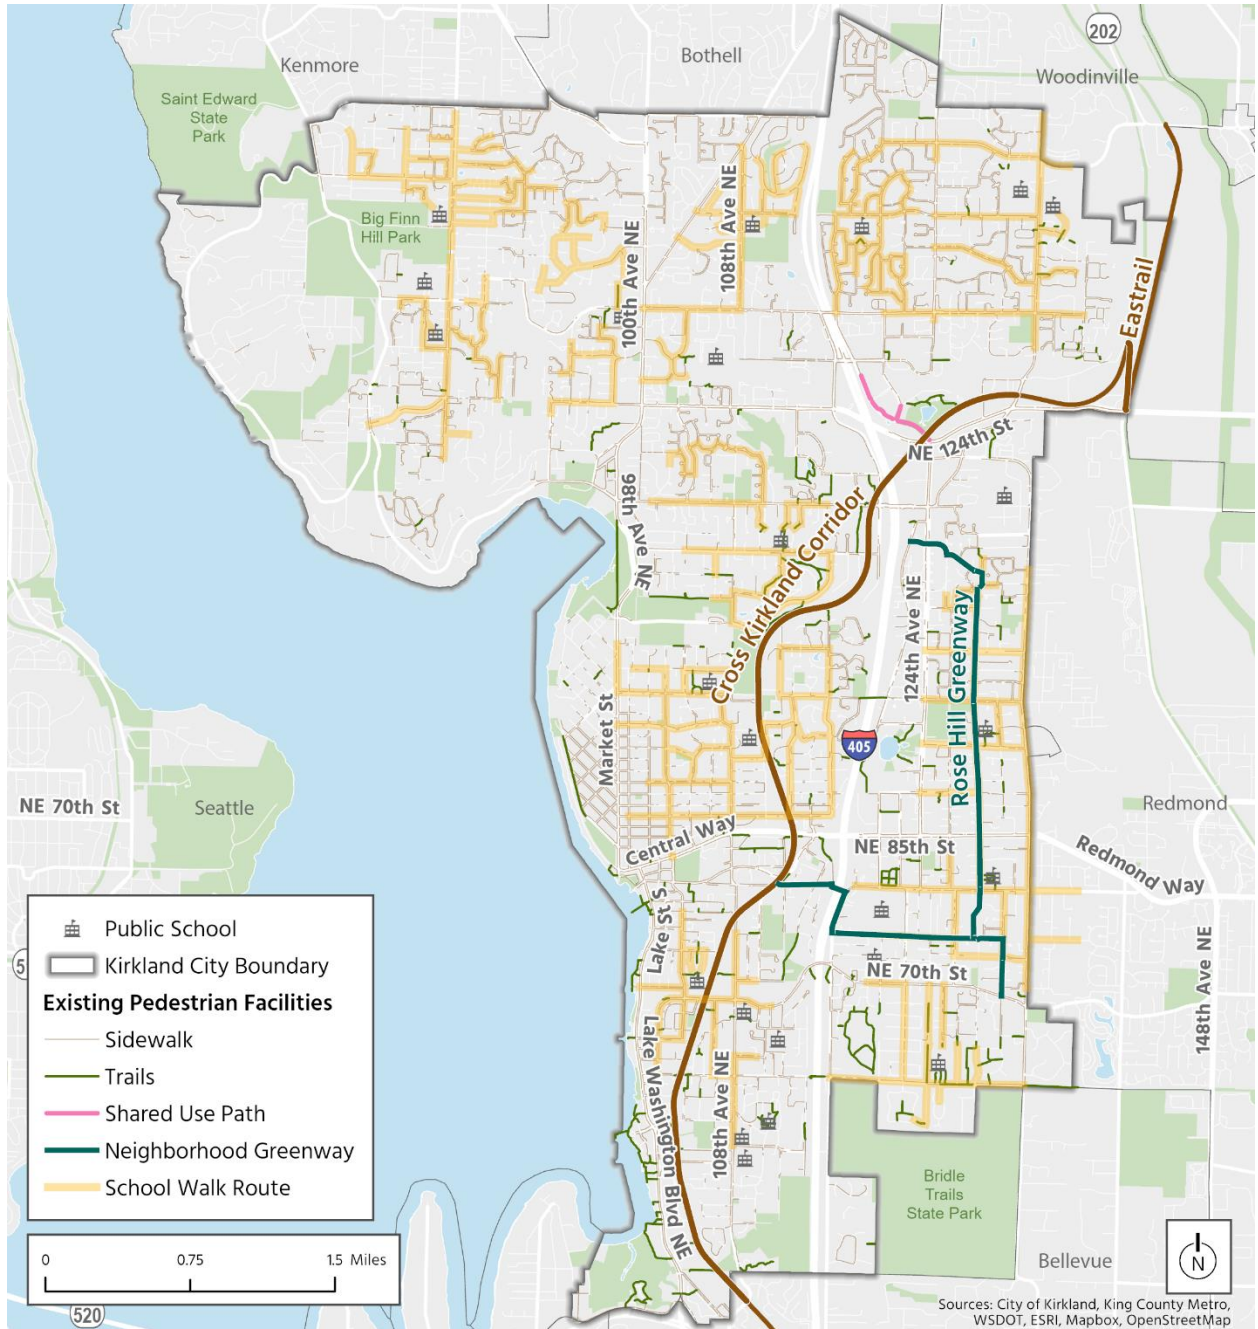 202
Kenmore
Bothell
Woodinville
Saint Edward
State
Park
Big Finn
Hill Park
100th Ave NE
108th Ave NE
Eastrail
NE 124th St
98th Ave NE
Cross Kirkland Corridor
124th Ave NE
Rose Hill Greenway
Market St
405
NE 70th St
Seattle
Redmond
Central Way
NE 85th St
Redmond Way
Lake St S.
NE 70th St
148th Ave NE
Lake Washington Blvd NE
108th Ave NE
Bridle
Trails
State Park
Bellevue
5
Public School
Kirkland City Boundary
Existing Pedestrian Facilities
Sidewalk
Trails
Shared Use Path
Neighborhood Greenway
School Walk Route
0 0.75 1.5 Miles
520
N
Sources: City of Kirkland, King County Metro,
WSDOT, ESRI, Mapbox, OpenStreetMap